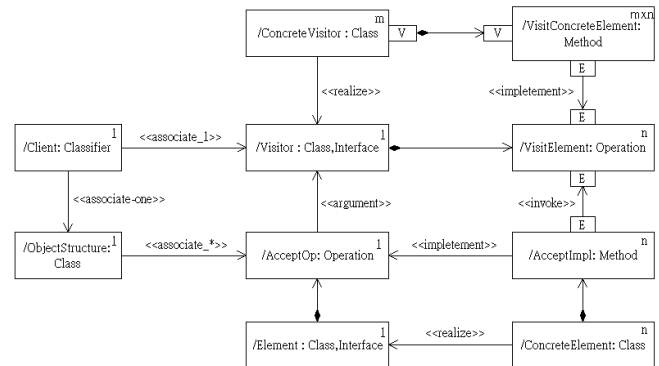 m
/ConcreteVisitor : Class
V
V
mxn
/VisitConcreteElement:
Method
E
<<realize>>
<<impletement>>
E
1
/Client: Classifier
<<associate_1>>
1
/Visitor : Class,Interface
n
/VisitElement: Operation
E
<<associate-one>>
<<argument>>
<<invoke>>
E
1
/ObjectStructure:
Class
<<associate_*>>
1
/AcceptOp: Operation
<<impletement>>
n
/AcceptImpl: Method
1
/Element : Class,Interface
<<realize>>
n
/ConcreteElement: Class